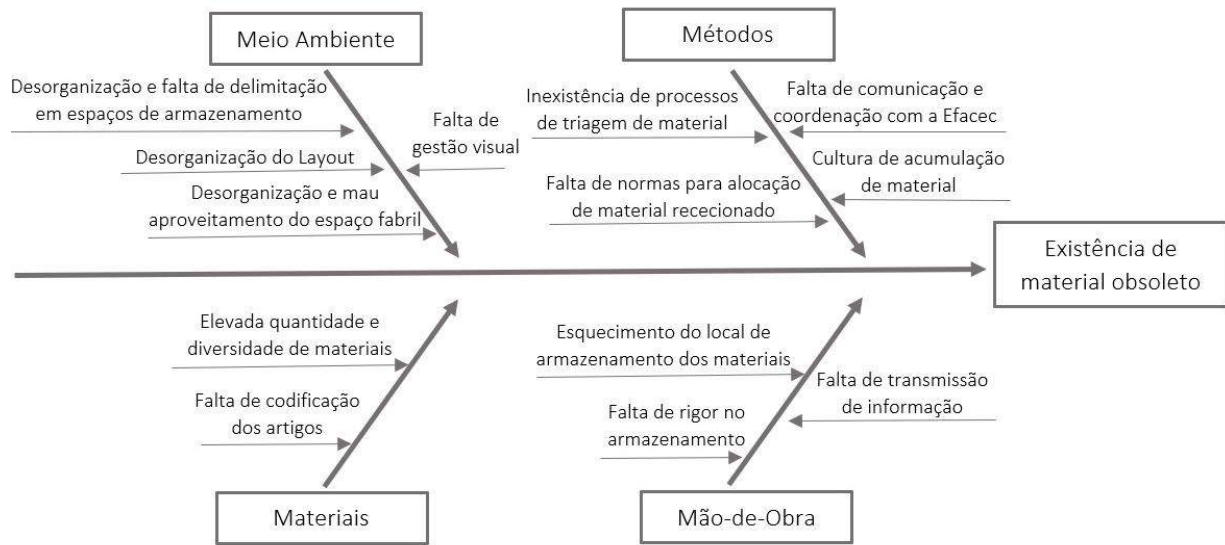 Meio Ambiente
Métodos
Desorganização e falta de delimitação
em espaços de armazenamento
Falta de
gestão visual
Desorganização do Layout
Desorganização e mau
aproveitamento do espaço fabril
Inexistência de processos
de triagem de material
Falta de comunicação e
coordenação com a Efacec
Cultura de acumulação
de material
Falta de normas para alocação
de material rececionado
Existência de
material obsoleto
Elevada quantidade e
diversidade de materiais
Falta de codificação
dos artigos
Esquecimento do local de
armazenamento dos materiais
Falta de transmissão
de informação
Falta de rigor no
armazenamento
Materiais
Mão-de-Obra